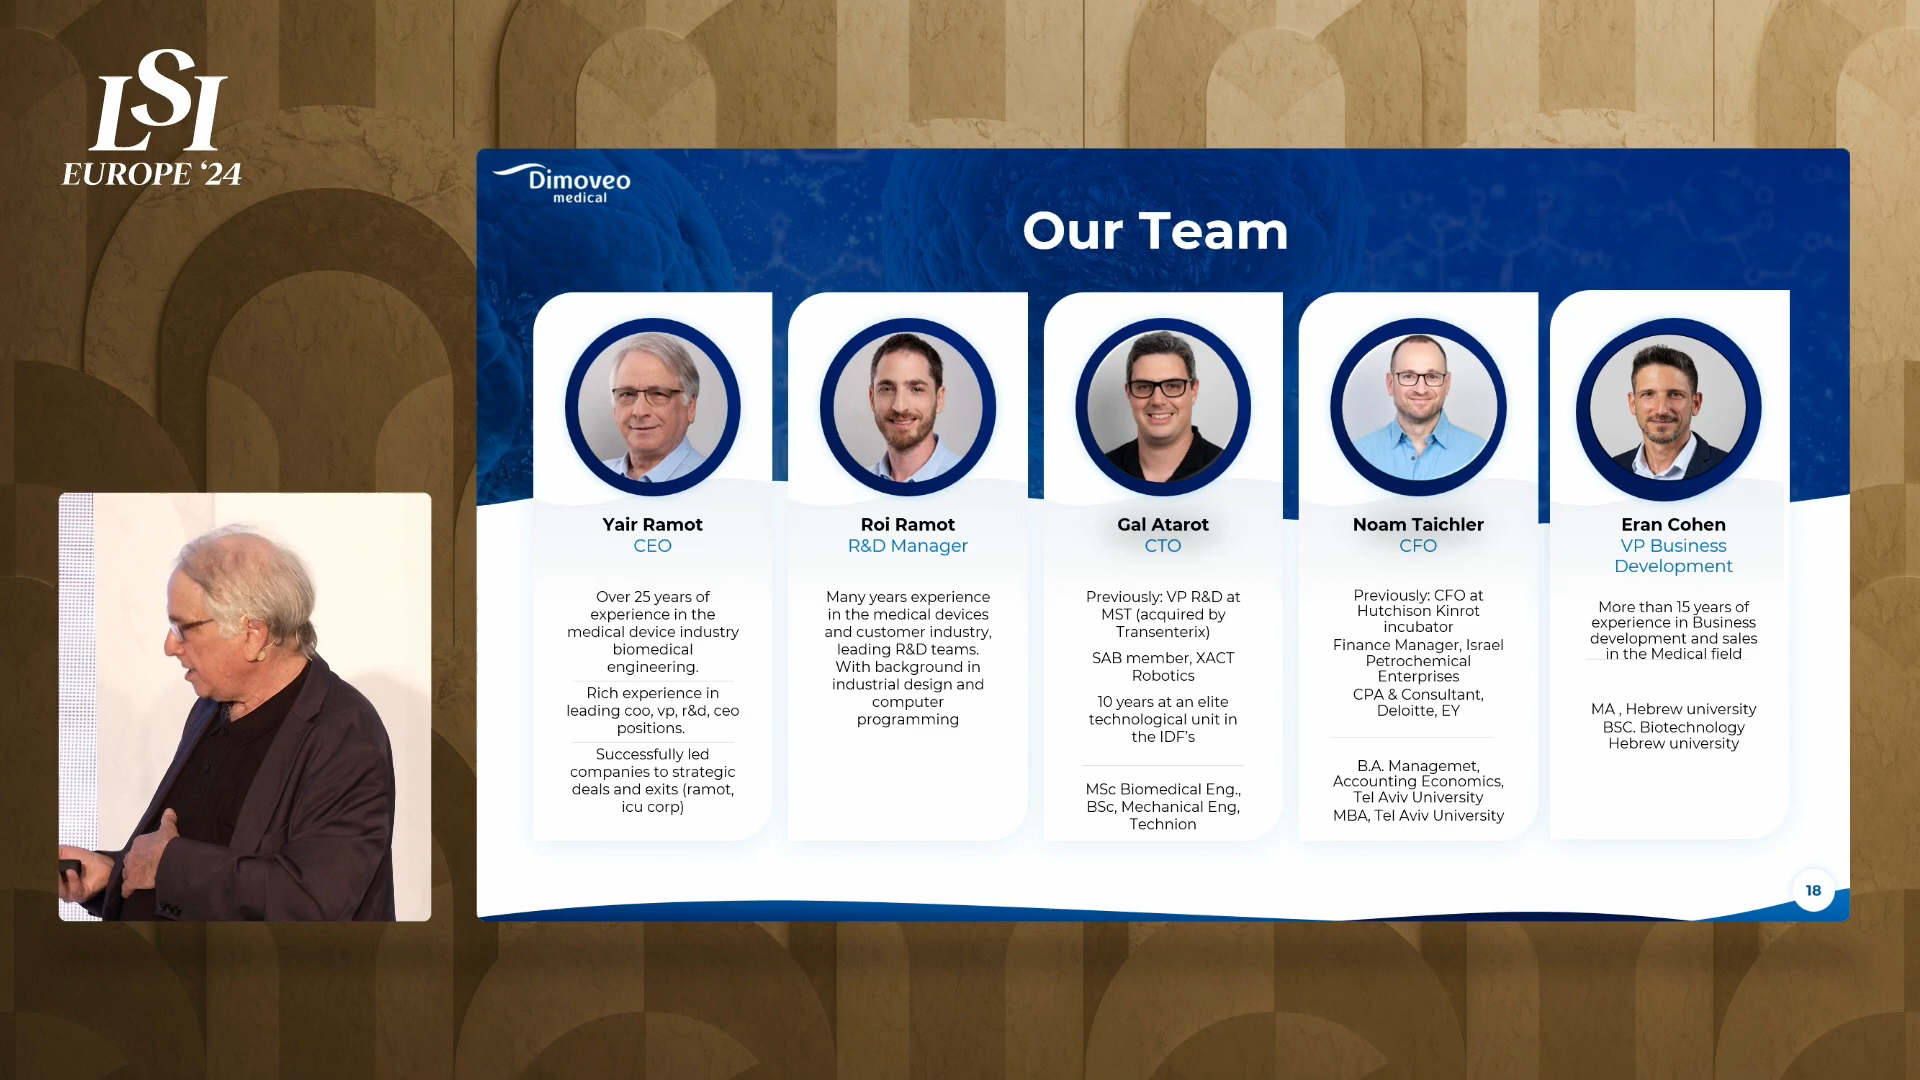 LSI
EUROPE ‘24
Dimoveo
medical
Our Team
Yair Ramot
CEO
Over 25 years of
experience in the
medical device industry
biomedical
engineering.
Rich experience in
leading coo, vp, r&d, ceo
positions.
Successfully led
companies to strategic
deals and exits (ramot,
icu corp)
Roi Ramot
R&D Manager
Many years experience
in the medical devices
and customer industry,
leading R&D teams.
With background in
industrial design and
computer
programming
Gal Atarot
CTO
Previously: VP R&D at
MST (acquired by
Transenterix)
SAB member, XACT
Robotics
10 years at an elite
technological unit in
the IDF’s
MSc Biomedical Eng.,
BSc, Mechanical Eng,
Technion
Noam Taichler
CFO
Previously: CFO at
Hutchison Kinrot
incubator
Finance Manager, Israel
Petrochemical
Enterprises
CPA & Consultant,
Deloitte, EY
B.A. Managemet,
Accounting Economics,
Tel Aviv University
MBA, Tel Aviv University
Eran Cohen
VP Business
Development
More than 15 years of
experience in Business
development and sales
in the Medical field
MA , Hebrew university
BSC. Biotechnology
Hebrew university
18